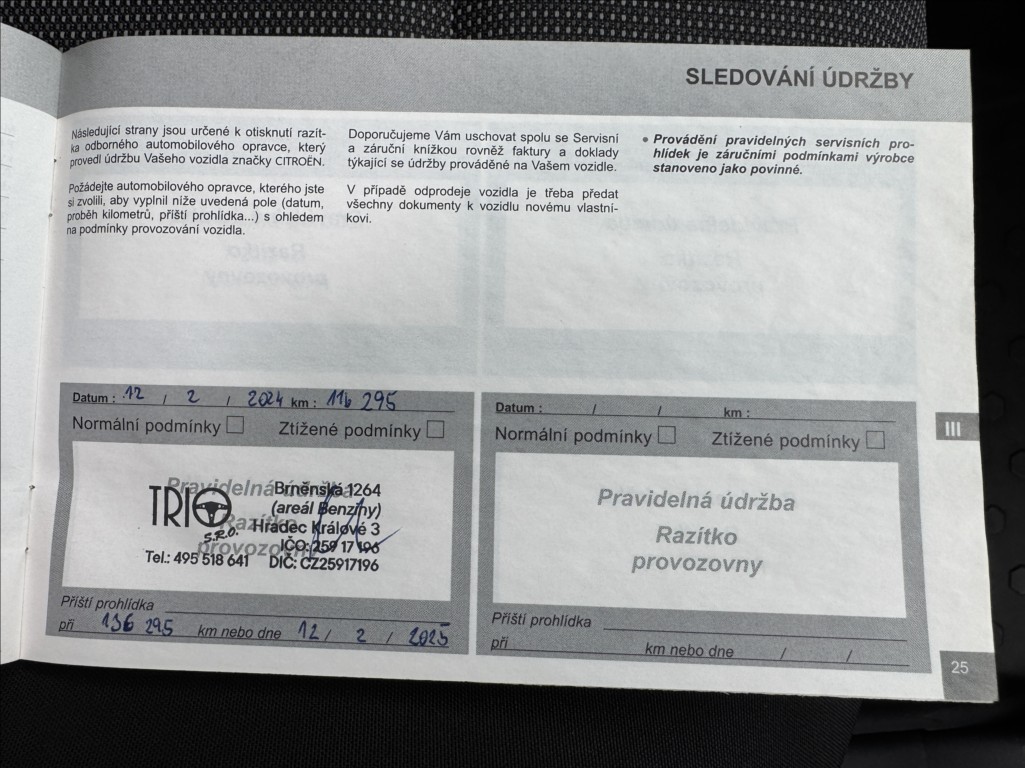 SLEDOVÁNÍ ÚDRŽBY
Následující strany jsou určené k otisknutí razít-
ka odborného automobilového opravce, který
provedl údržbu Vašeho vozidla značky CITROËN.
Požádejte automobilového opravce, kterého jste
si zvolili, aby vyplnil níže uvedená pole (datum,
proběh kilometrů, příští prohlídka...) s ohledem
na podmínky provozování vozidla.
Doporučujeme Vám uschovat spolu se Servisní
a záruční knížkou rovněž faktury a doklady
týkající se údržby prováděné na Vašem vozidle.
V případě odprodeje vozidla je třeba předat
všechny dokumenty k vozidlu novému vlastní-
kovi.
• Provádění pravidelných servisních pro-
hlídek je záručními podmínkami výrobce
stanoveno jako povinné.
Datum : 12 / 2 / 2024 km : 116 295
Normální podmínky Ztížené podmínky
Pravidelná údržba
Razítko
provozovny
TRIO
s.r.o.
Brněnská 1264
(areál Benziny)
Hradec Králové 3
IČO: 259 17 196
Tel.: 495 518 641 DIČ: CZ25917196
Příští prohlídka
při 136 295 km nebo dne 12 / 2 / 2025
Datum : / / km :
Normální podmínky Ztížené podmínky
Pravidelná údržba
Razítko
provozovny
Příští prohlídka
při km nebo dne / /
III
25